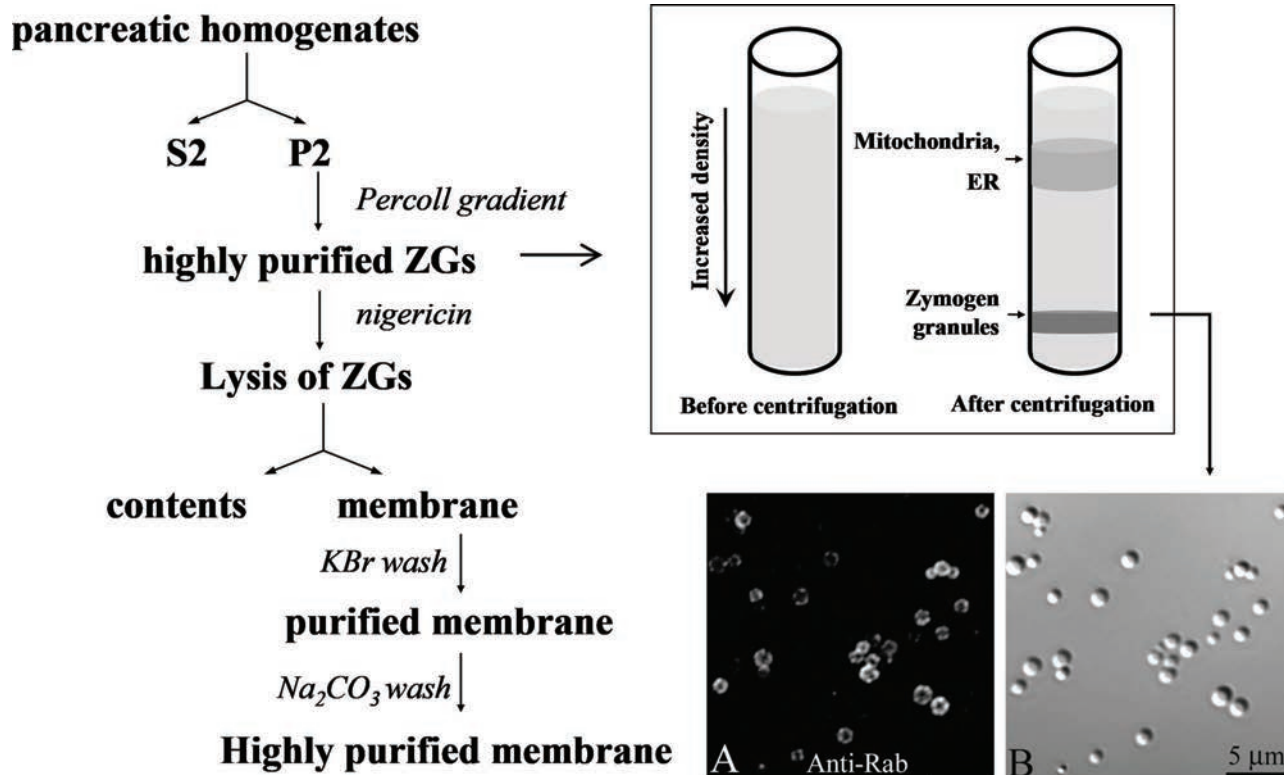 pancreatic homogenates
S2 P2
Percoll gradient
highly purified ZGs
nigericin
Lysis of ZGs
contents membrane
KBr wash
purified membrane
Na₂CO₃ wash
Highly purified membrane
Increased density
Before centrifugation
Mitochondria,
ER
Zymogen
granules
After centrifugation
A Anti-Rab
B 5 μm